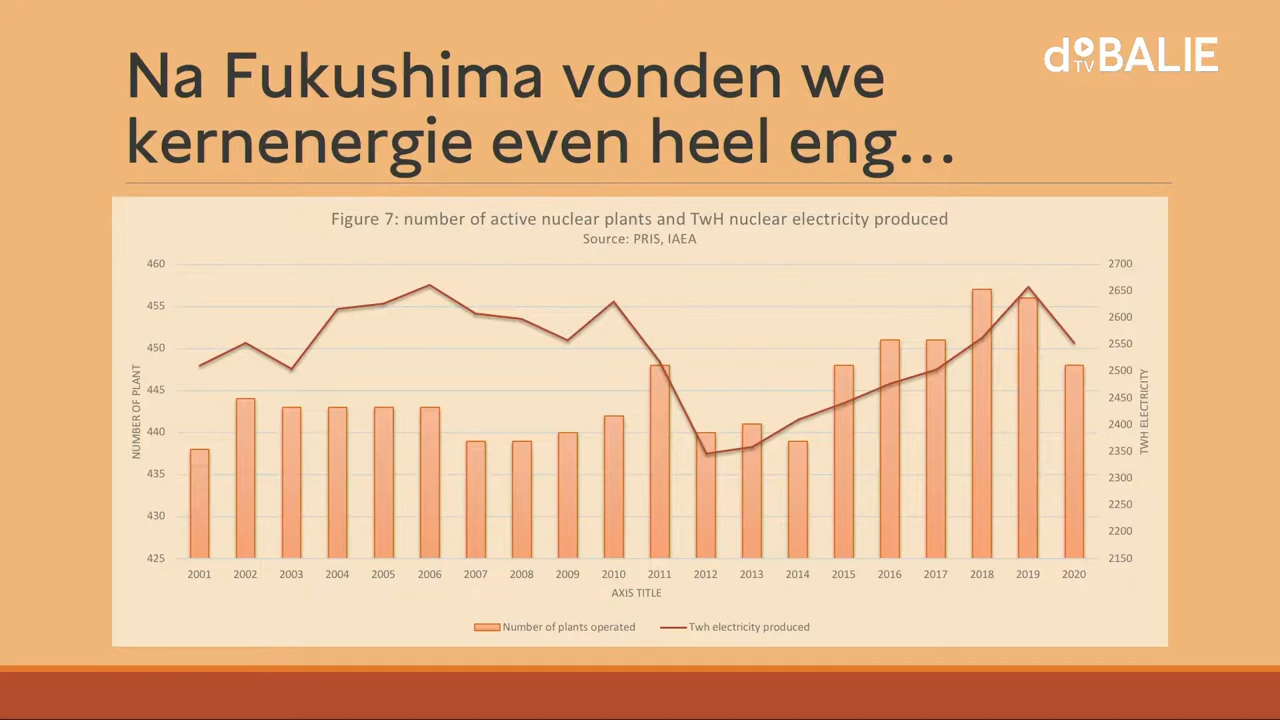 d TV BALIE
Na Fukushima vonden we
kernenergie even heel eng...
Figure 7: number of active nuclear plants and TwH nuclear electricity produced
Source: PRIS, IAEA
460
455
450
445
440
435
430
425
NUMBER OF PLANT
2700
2650
2600
2550
2500
2450
2400
2350
2300
2250
2200
2150
TWH ELECTRICITY
2001 2002 2003 2004 2005 2006 2007 2008 2009 2010 2011 2012 2013 2014 2015 2016 2017 2018 2019 2020
AXIS TITLE
Number of plants operated
Twh electricity produced